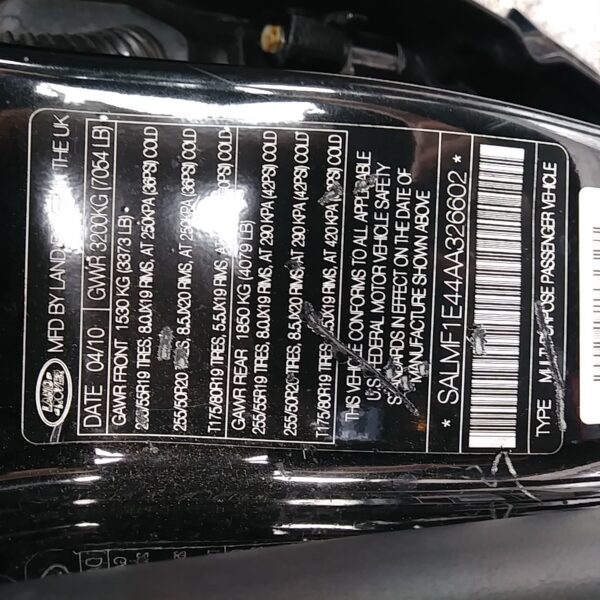 LAND ROVER
MFD BY LAND THE UK
DATE 04/10 GVWR 3200KG (7054 LB)
GAWR FRONT 1530 KG (3373 LB)
255/55R19 TIRES, 8.0JX19 RIMS, AT 250KPA (36PSI) COLD
255/50R20 TIRES, 8.5JX20 RIMS, AT 250KPA (36PSI) COLD
T175/80R19 TIRES, 5.5JX19 RIMS, COLD
GAWR REAR 1850 KG (4079 LB)
255/55R19 TIRES, 8.0JX19 RIMS, AT 290 KPA (42PSI) COLD
255/50R20 TIRES, 8.5JX20 RIMS, AT 290 KPA (42PSI) COLD
T175/80R19 TIRES, 5.5JX19 RIMS, AT 420 KPA COLD
THIS VEHICLE CONFORMS TO ALL APPLICABLE
U.S FEDERAL MOTOR VEHICLE SAFETY
STANDARDS IN EFFECT ON THE DATE OF
MANUFACTURE SHOWN ABOVE
* SALMF1E44AA326602 *
TYPE MULTI-PURPOSE PASSENGER VEHICLE